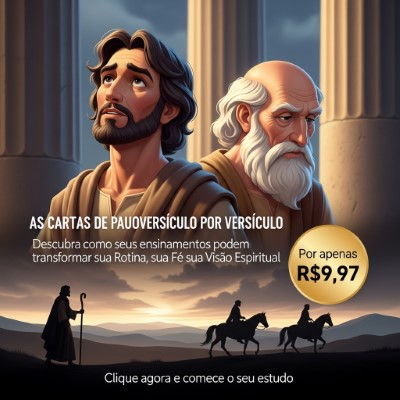 AS CARTAS DE PAUOVERSÍCULO POR VERSÍCULO
Descubra como seus ensinamentos podem
transformar sua Rotina, sua Fé sua Visão Espiritual
Por apenas
R$9,97
Clique agora e comece o seu estudo